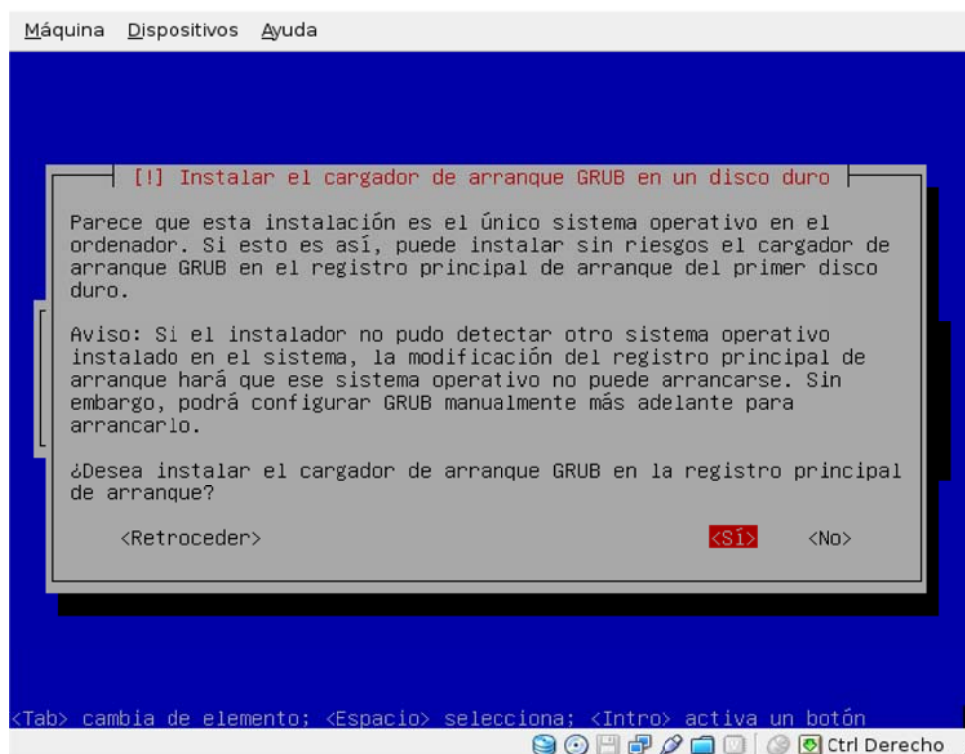 Máquina Dispositivos Ayuda
[!] Instalar el cargador de arranque GRUB en un disco duro
Parece que esta instalación es el único sistema operativo en el
ordenador. Si esto es así, puede instalar sin riesgos el cargador de
arranque GRUB en el registro principal de arranque del primer disco
duro.
Aviso: Si el instalador no pudo detectar otro sistema operativo
instalado en el sistema, la modificación del registro principal de
arranque hará que ese sistema operativo no puede arrancarse. Sin
embargo, podrá configurar GRUB manualmente más adelante para
arrancarlo.
¿Desea instalar el cargador de arranque GRUB en la registro principal
de arranque?
<Retroceder> <Sí> <No>
<Tab> cambia de elemento; <Espacio> selecciona; <Intro> activa un botón
Ctrl Derecho